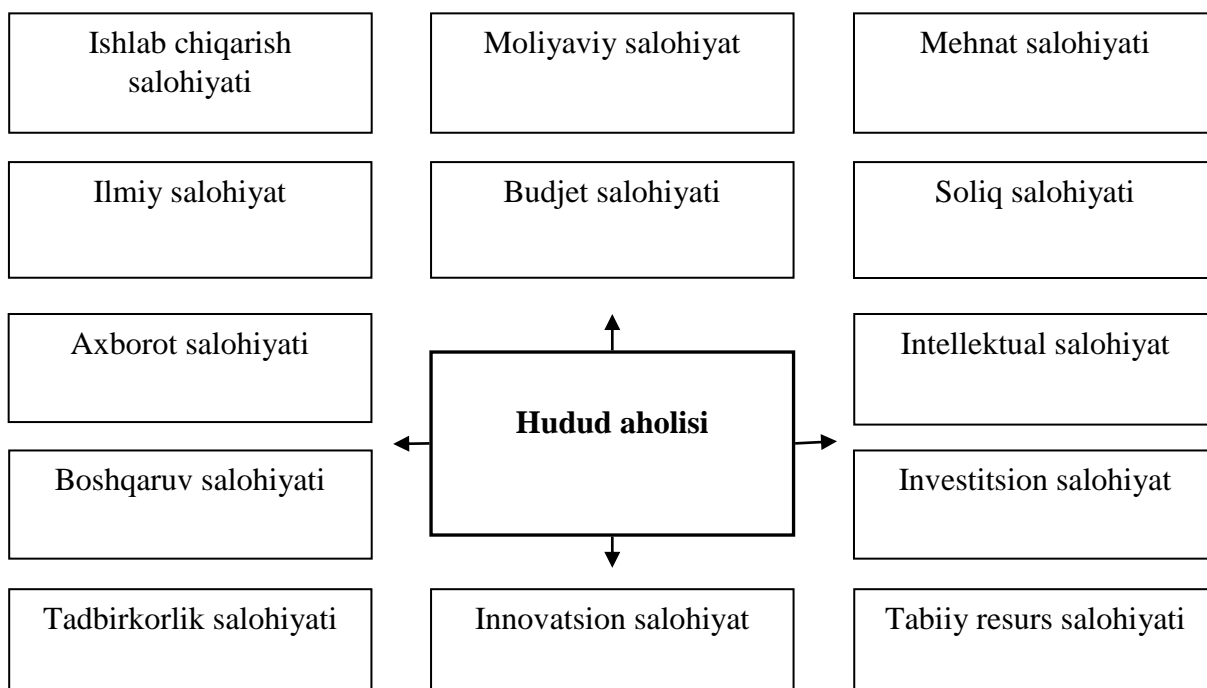 Ishlab chiqarish
salohiyati
Moliyaviy salohiyat
Mehnat salohiyati
Ilmiy salohiyat
Budjet salohiyati
Soliq salohiyati
Axborot salohiyati
Hudud aholisi
Intellektual salohiyat
Boshqaruv salohiyati
Investitsion salohiyat
Tadbirkorlik salohiyati
Innovatsion salohiyat
Tabiiy resurs salohiyati